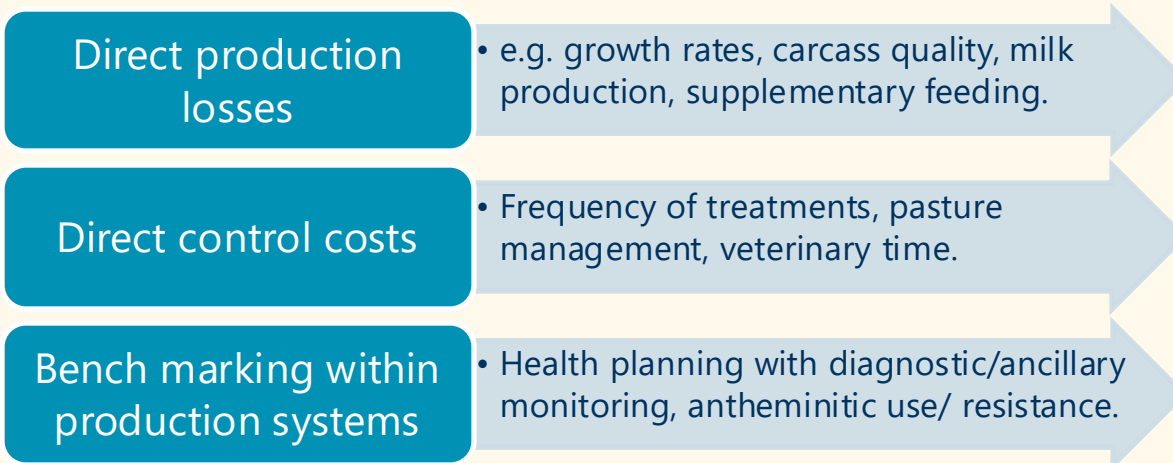 Direct production
losses
• e.g. growth rates, carcass quality, milk
production, supplementary feeding.
Direct control costs
• Frequency of treatments, pasture
management, veterinary time.
Bench marking within
production systems
• Health planning with diagnostic/ancillary
monitoring, antheminitic use/ resistance.